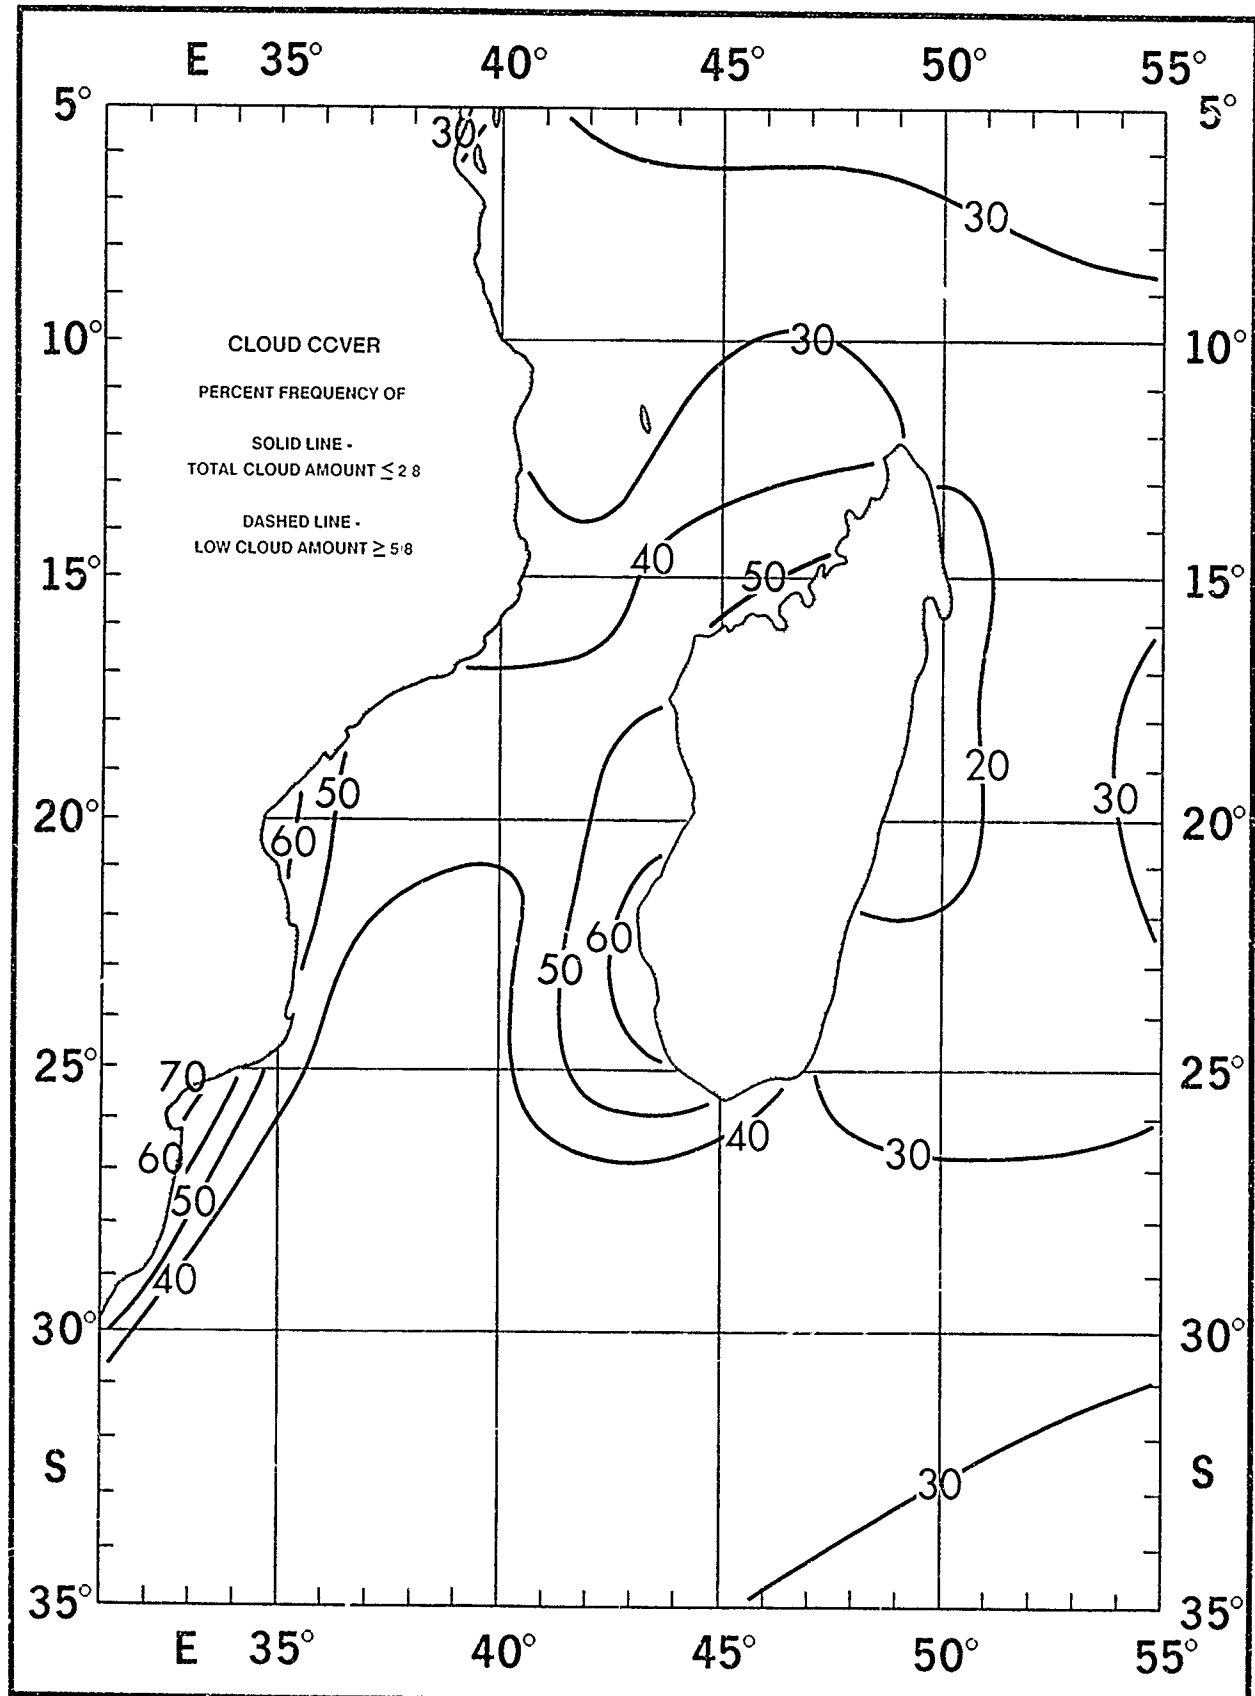 E 35° 40° 45° 50° 55°
5° 5°
30
30
10° 10°
30
CLOUD CCVER
PERCENT FREQUENCY OF
SOLID LINE -
TOTAL CLOUD AMOUNT ≤ 2 8
DASHED LINE -
LOW CLOUD AMOUNT ≥ 5/8
40
50
15° 15°
20
50
30
20° 20°
60
60
50
25° 25°
70
40
30
60
50
40
30° 30°
S S
30
35° 35°
E 35° 40° 45° 50° 55°